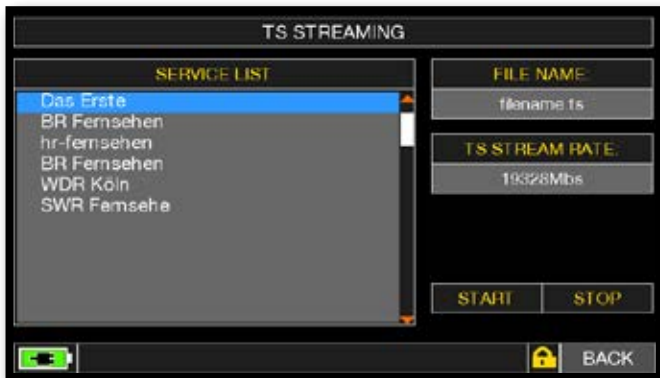 TS STREAMING
SERVICE LIST
Das Erste
BR Fernsehen
hr-fernsehen
BR Fernsehen
WDR Köln
SWR Fernsehe
FILE NAME:
filename.ts
TS STREAM RATE:
19328Mbs
START
STOP
BACK